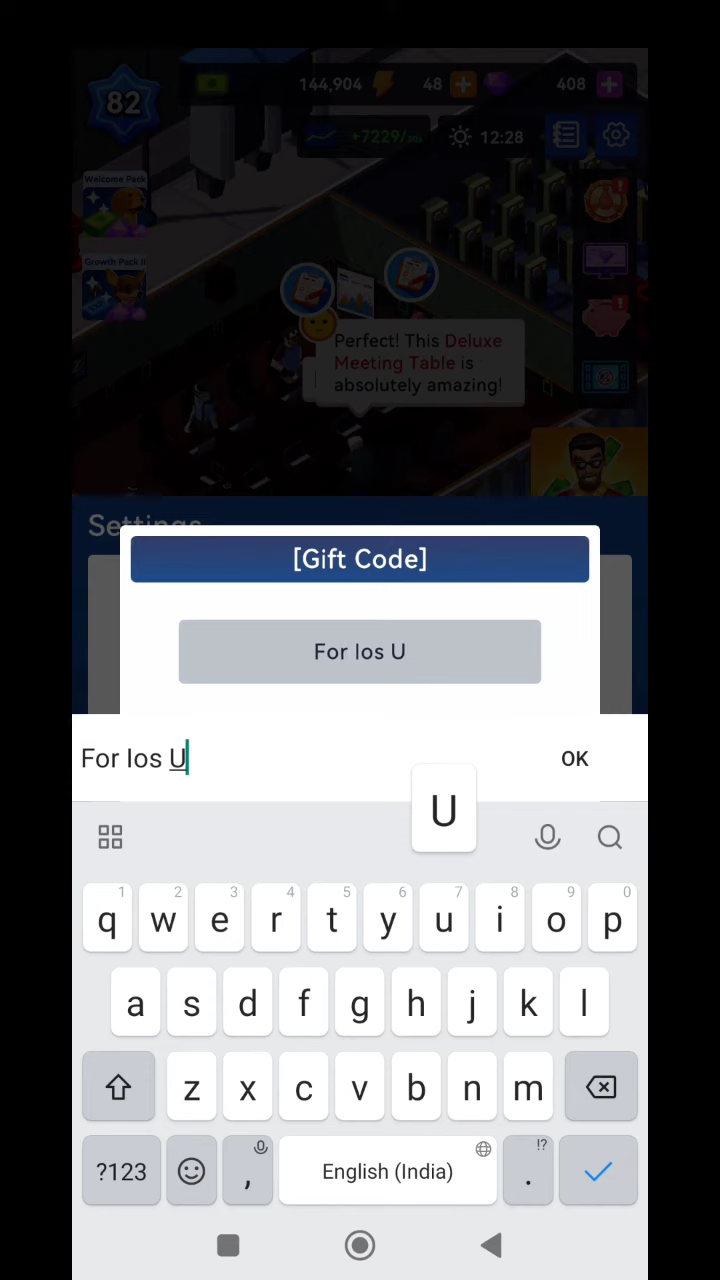 82
144,904
48
408
+7229/30s
12:28
Welcome Pack
Growth Pack II
Perfect! This Deluxe
Meeting Table is
absolutely amazing!
Settings
[Gift Code]
For Ios U
For Ios U
OK
U
1 2 3 4 5 6 7 8 9 0
q w e r t y u i o p
a s d f g h j k l
z x c v b n m
?123 , English (India) . !?